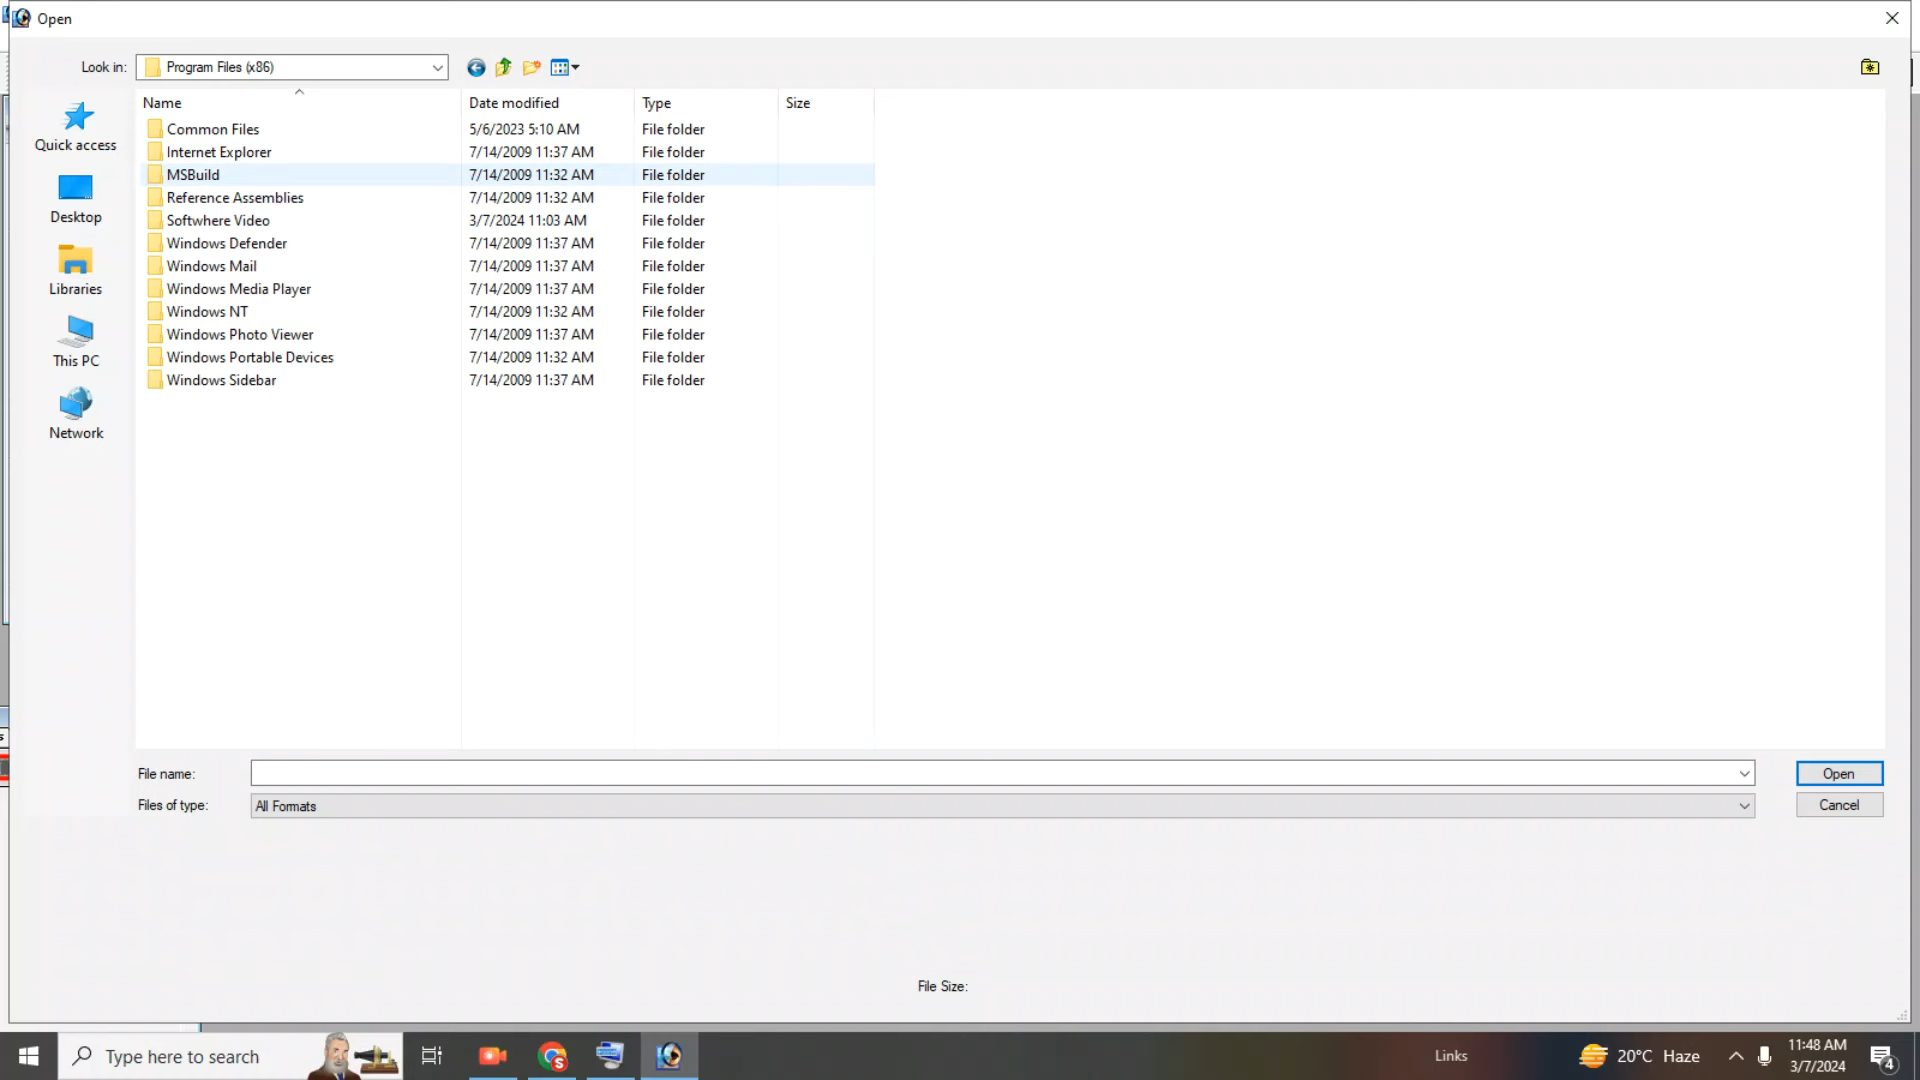 Open
Look in: Program Files (x86)
Name Date modified Type Size
Common Files 5/6/2023 5:10 AM File folder
Internet Explorer 7/14/2009 11:37 AM File folder
MSBuild 7/14/2009 11:32 AM File folder
Reference Assemblies 7/14/2009 11:32 AM File folder
Softwhere Video 3/7/2024 11:03 AM File folder
Windows Defender 7/14/2009 11:37 AM File folder
Windows Mail 7/14/2009 11:37 AM File folder
Windows Media Player 7/14/2009 11:37 AM File folder
Windows NT 7/14/2009 11:32 AM File folder
Windows Photo Viewer 7/14/2009 11:37 AM File folder
Windows Portable Devices 7/14/2009 11:32 AM File folder
Windows Sidebar 7/14/2009 11:37 AM File folder
Quick access
Desktop
Libraries
This PC
Network
File name: Open
Files of type: All Formats Cancel
File Size:
Type here to search
Links
20°C Haze
11:48 AM
3/7/2024
4
s